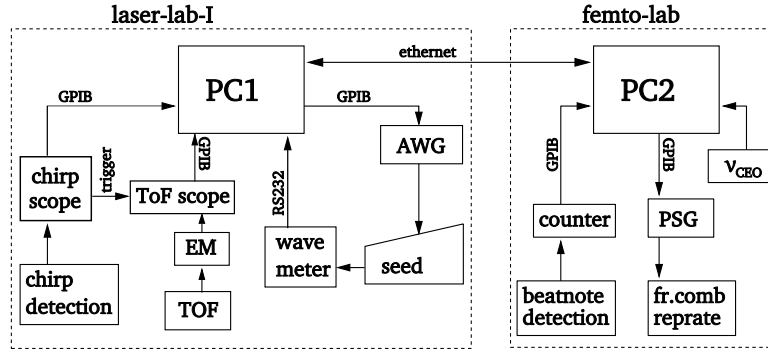 laser-lab-I
femto-lab
ethernet
PC1
PC2
GPIB
GPIB
GPIB
AWG
chirp
scope
trigger
ToF scope
RS232
GPIB
GPIB
νCEO
EM
wave
meter
seed
counter
PSG
chirp
detection
TOF
beatnote
detection
fr.comb
reprate